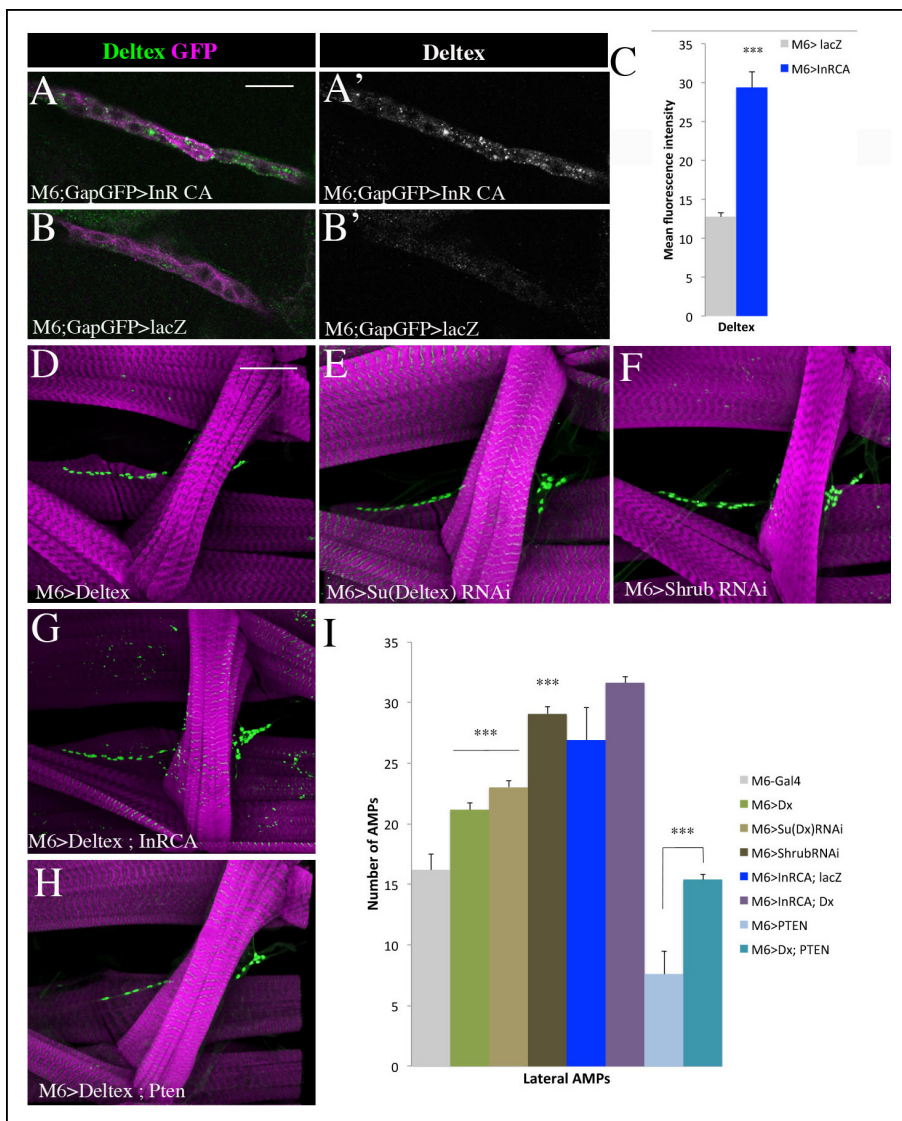 Deltex GFP
Deltex
A
M6;GapGFP>InR CA
A’
M6;GapGFP>InR CA
B
M6;GapGFP>lacZ
B’
M6;GapGFP>lacZ
C
35
30
25
20
15
10
5
0
Mean fluorescence intensity
***
Deltex
M6> lacZ
M6>InRCA
D
M6>Deltex
E
M6>Su(Deltex) RNAi
F
M6>Shrub RNAi
G
M6>Deltex ; InRCA
H
M6>Deltex ; Pten
I
35
30
25
20
15
10
5
0
Number of AMPs
***
***
***
Lateral AMPs
M6-Gal4
M6>Dx
M6>Su(Dx)RNAi
M6>ShrubRNAi
M6>InRCA; lacZ
M6>InRCA; Dx
M6>PTEN
M6>Dx; PTEN